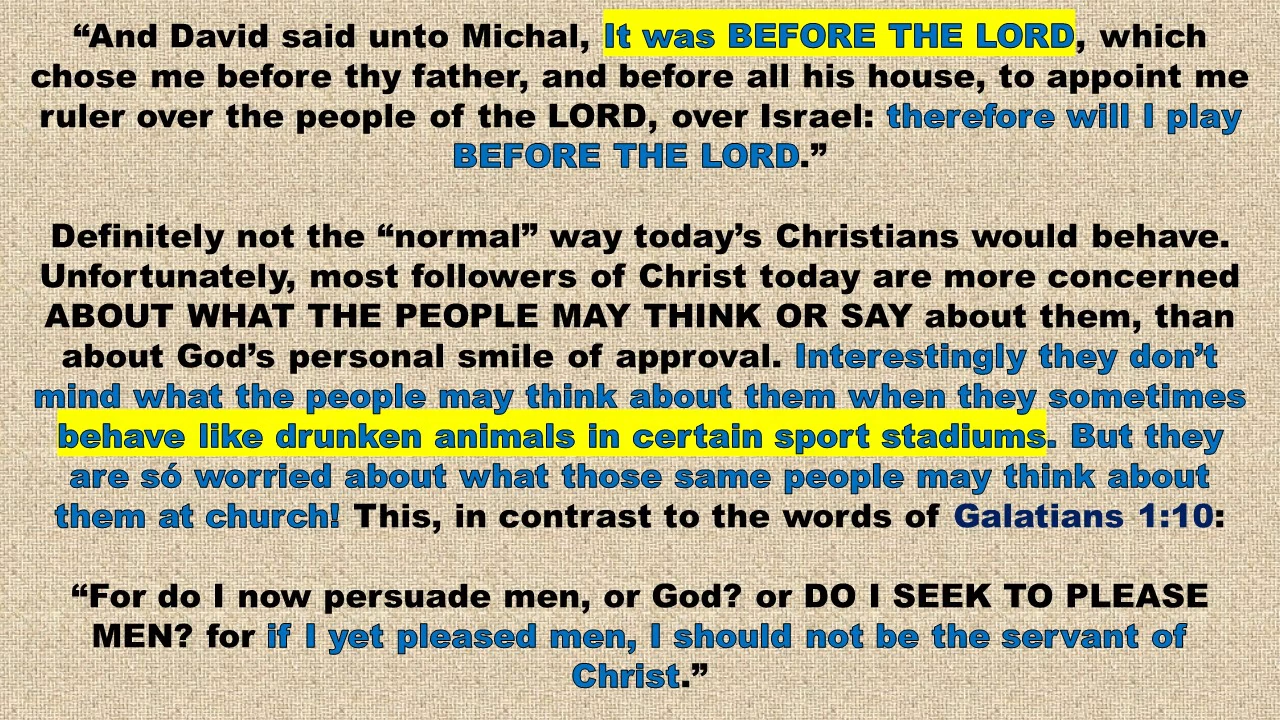 “And David said unto Michal, It was BEFORE THE LORD, which
chose me before thy father, and before all his house, to appoint me
ruler over the people of the LORD, over Israel: therefore will I play
BEFORE THE LORD.”
Definitely not the “normal” way today’s Christians would behave.
Unfortunately, most followers of Christ today are more concerned
ABOUT WHAT THE PEOPLE MAY THINK OR SAY about them, than
about God’s personal smile of approval. Interestingly they don’t
mind what the people may think about them when they sometimes
behave like drunken animals in certain sport stadiums. But they
are só worried about what those same people may think about
them at church! This, in contrast to the words of Galatians 1:10:
“For do I now persuade men, or God? or DO I SEEK TO PLEASE
MEN? for if I yet pleased men, I should not be the servant of
Christ.”